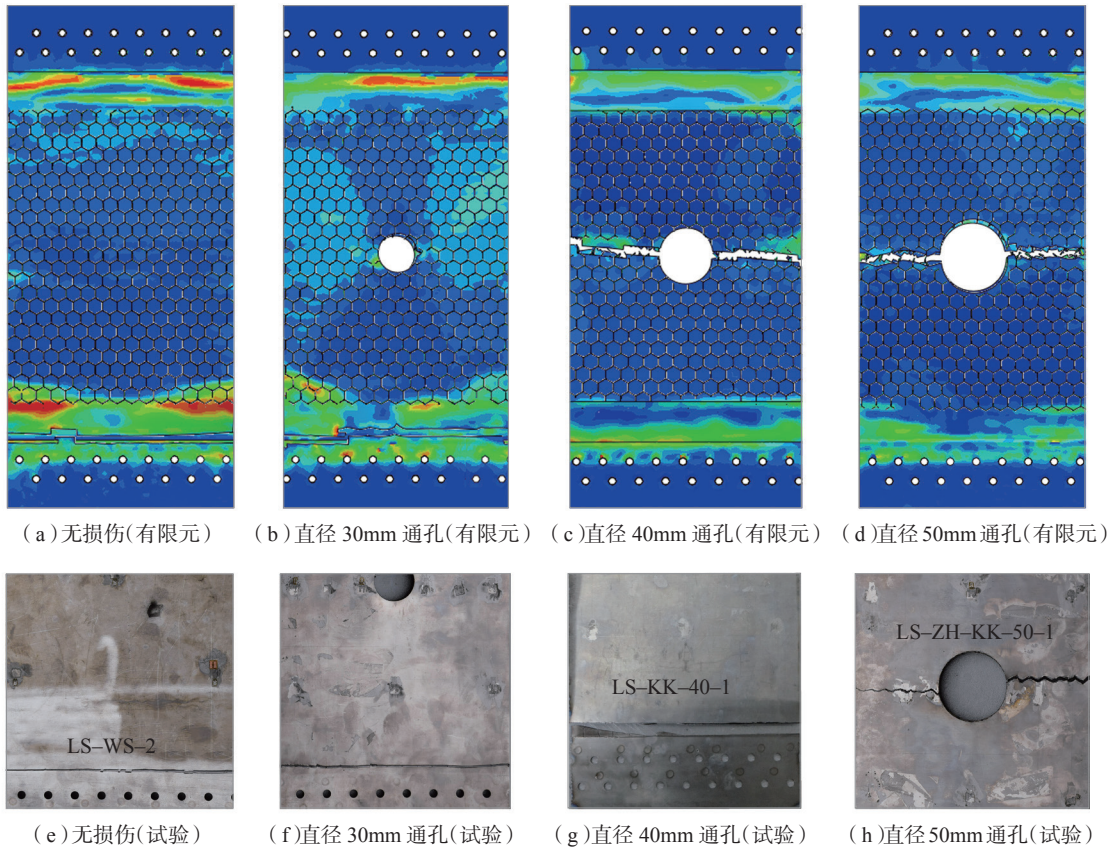 （a）无损伤（有限元）
（b）直径 30mm 通孔（有限元）
（c）直径 40mm 通孔（有限元）
（d）直径 50mm 通孔（有限元）
LS–WS–2
LS–KK–40–1
LS–ZH–KK–50–1
（e）无损伤（试验）
（f）直径 30mm 通孔（试验）
（g）直径 40mm 通孔（试验）
（h）直径 50mm 通孔（试验）